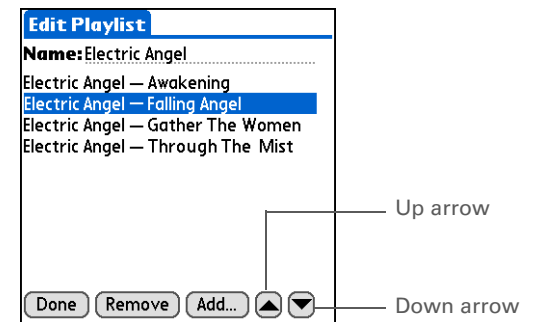 Edit Playlist
Name: Electric Angel
Electric Angel — Awakening
Electric Angel — Falling Angel
Electric Angel — Gather The Women
Electric Angel — Through The Mist
Up arrow
Done Remove Add... Down arrow